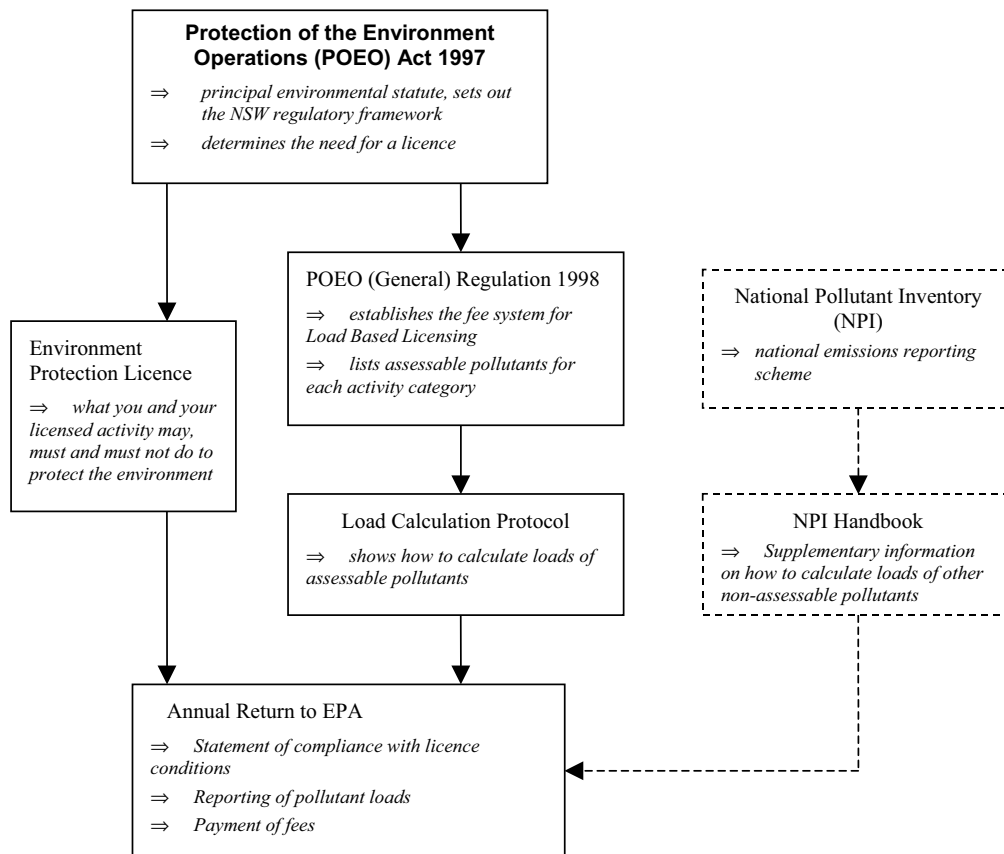 Protection of the Environment
Operations (POEO) Act 1997
⇒ principal environmental statute, sets out
the NSW regulatory framework
⇒ determines the need for a licence
POEO (General) Regulation 1998
⇒ establishes the fee system for
Load Based Licensing
⇒ lists assessable pollutants for
each activity category
National Pollutant Inventory
(NPI)
⇒ national emissions reporting
scheme
Environment
Protection Licence
⇒ what you and your
licensed activity may,
must and must not do to
protect the environment
Load Calculation Protocol
⇒ shows how to calculate loads of
assessable pollutants
NPI Handbook
⇒ Supplementary information
on how to calculate loads of other
non-assessable pollutants
Annual Return to EPA
⇒ Statement of compliance with licence
conditions
⇒ Reporting of pollutant loads
⇒ Payment of fees